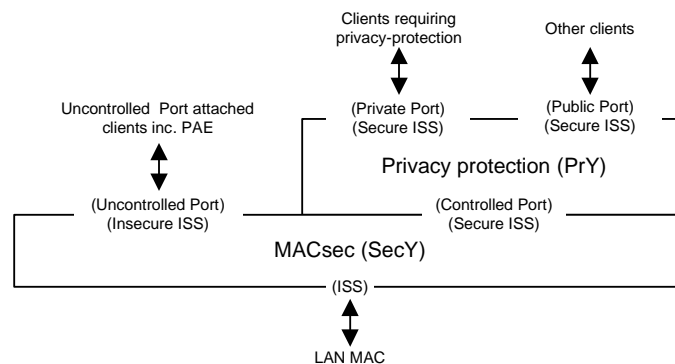 Clients requiring
privacy-protection
Other clients
Uncontrolled Port attached
clients inc. PAE
(Private Port)
(Secure ISS)
(Public Port)
(Secure ISS)
Privacy protection (PrY)
(Uncontrolled Port)
(Insecure ISS)
(Controlled Port)
(Secure ISS)
MACsec (SecY)
(ISS)
LAN MAC